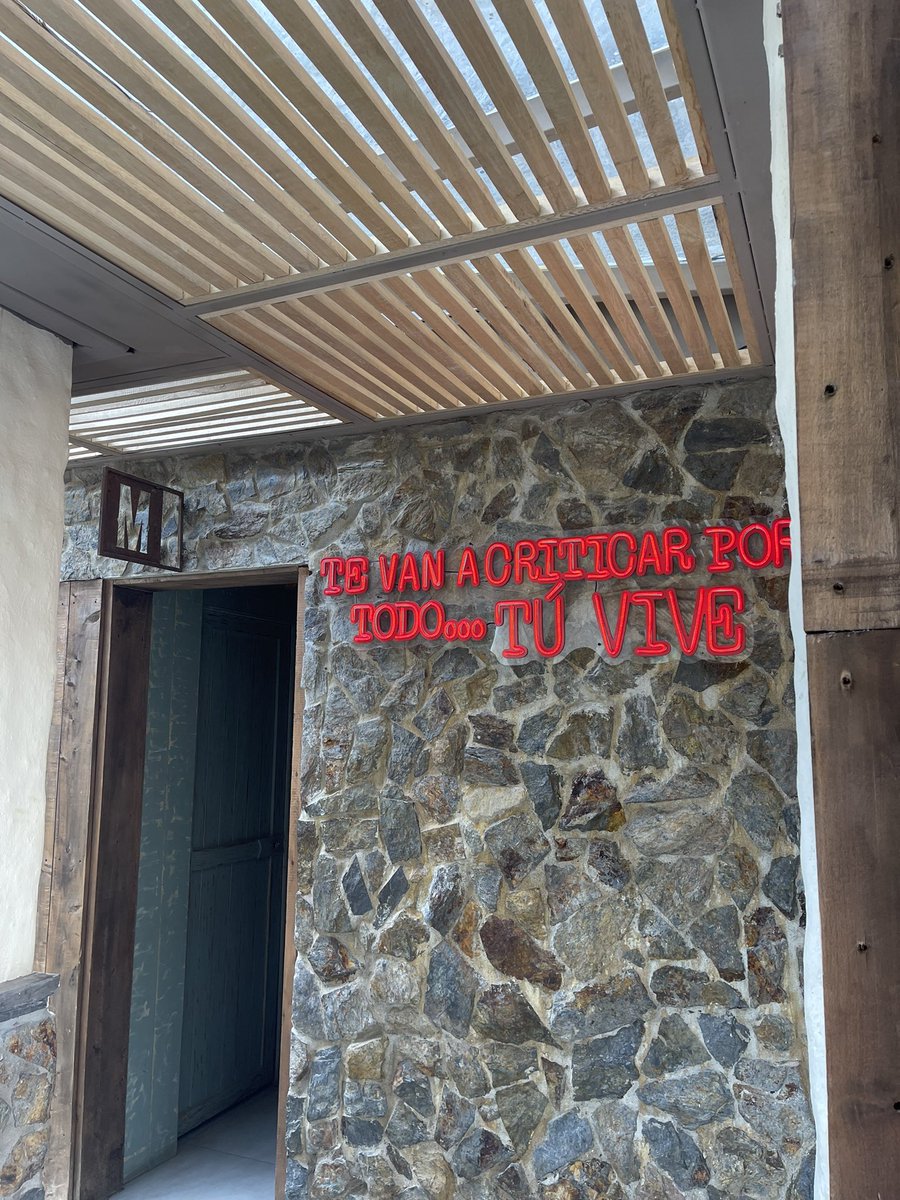 M
TE VAN A CRITICAR POR
TODO... TÚ VIVE